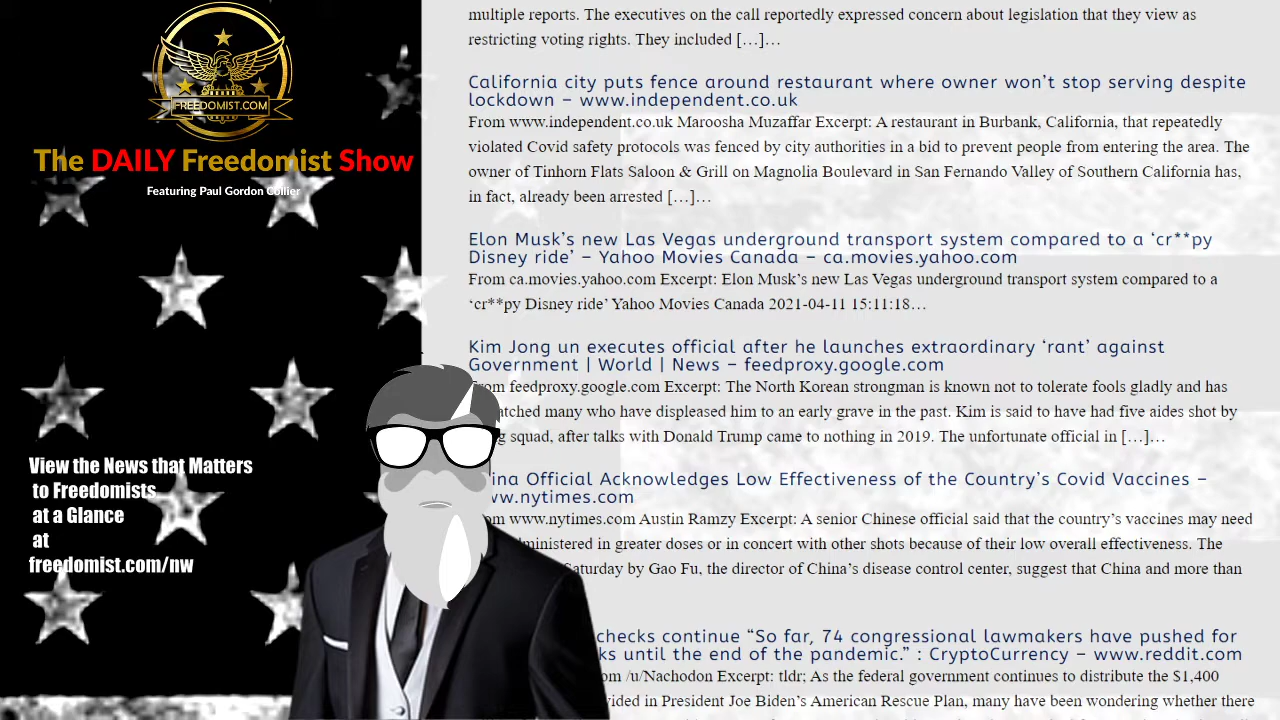 FREEDOMIST.COM
The DAILY Freedomist Show
Featuring Paul Gordon Collier
View the News that Matters
to Freedomists
at a Glance
at
freedomist.com/nw
multiple reports. The executives on the call reportedly expressed concern about legislation that they view as
restricting voting rights. They included […]…
California city puts fence around restaurant where owner won’t stop serving despite
lockdown – www.independent.co.uk
From www.independent.co.uk Maroosha Muzaffar Excerpt: A restaurant in Burbank, California, that repeatedly
violated Covid safety protocols was fenced by city authorities in a bid to prevent people from entering the area. The
owner of Tinhorn Flats Saloon & Grill on Magnolia Boulevard in San Fernando Valley of Southern California has,
in fact, already been arrested […]…
Elon Musk’s new Las Vegas underground transport system compared to a ‘cr**py
Disney ride’ – Yahoo Movies Canada – ca.movies.yahoo.com
From ca.movies.yahoo.com Excerpt: Elon Musk’s new Las Vegas underground transport system compared to a
‘cr**py Disney ride’ Yahoo Movies Canada 2021-04-11 15:11:18…
Kim Jong un executes official after he launches extraordinary ‘rant’ against
Government | World | News – feedproxy.google.com
From feedproxy.google.com Excerpt: The North Korean strongman is known not to tolerate fools gladly and has
atched many who have displeased him to an early grave in the past. Kim is said to have had five aides shot by
g squad, after talks with Donald Trump came to nothing in 2019. The unfortunate official in […]…
ina Official Acknowledges Low Effectiveness of the Country’s Covid Vaccines –
ww.nytimes.com
om www.nytimes.com Austin Ramzy Excerpt: A senior Chinese official said that the country’s vaccines may need
ministered in greater doses or in concert with other shots because of their low overall effectiveness. The
Saturday by Gao Fu, the director of China’s disease control center, suggest that China and more than
checks continue “So far, 74 congressional lawmakers have pushed for
ks until the end of the pandemic.” : CryptoCurrency – www.reddit.com
om /u/Nachodon Excerpt: tldr; As the federal government continues to distribute the $1,400
vided in President Joe Biden’s American Rescue Plan, many have been wondering whether there